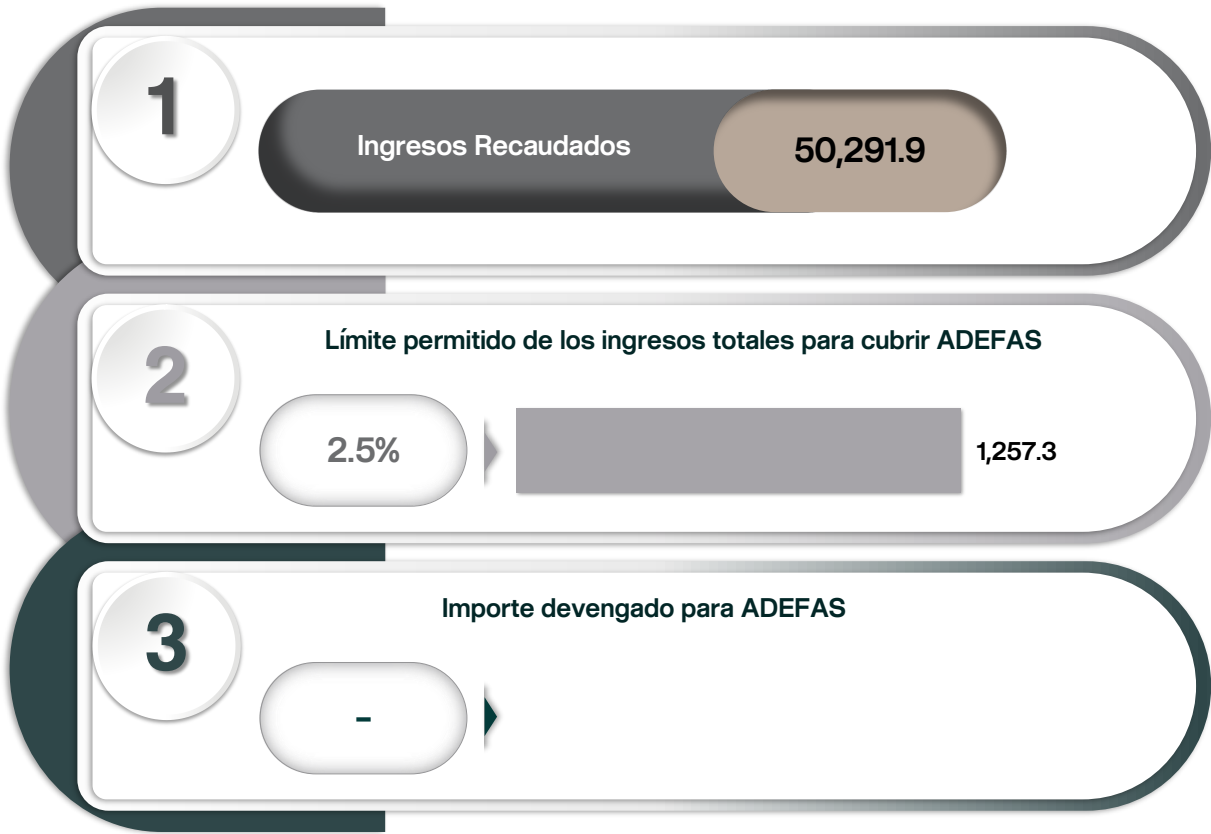 1
Ingresos Recaudados
50,291.9
2
Límite permitido de los ingresos totales para cubrir ADEFAS
2.5%
1,257.3
3
Importe devengado para ADEFAS
-